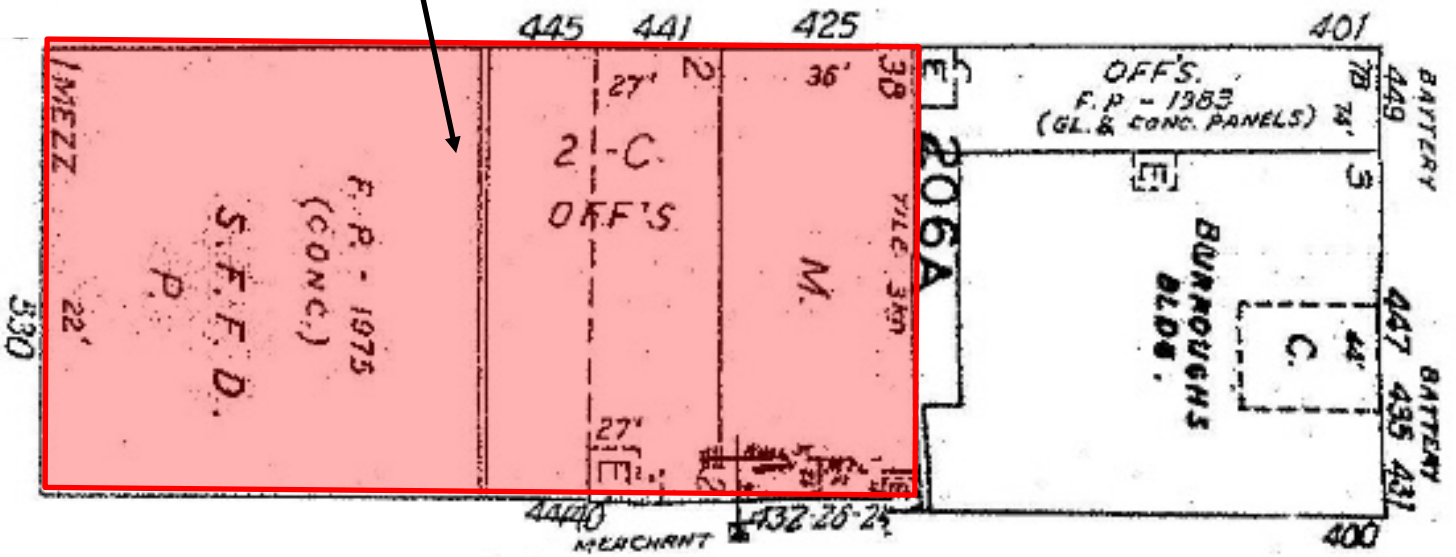 445 441 425 401
1 MEZZ
22'
530
F.P. - 1975
(CONC.)
S.F.F.D.
P.
27'
2
2-C.
OFF'S
27'
E
2
36'
3B
M.
TILE
206A
E
OFF'S.
F.P - 1983
(GL. & CONC. PANELS)
7B 74'
E
S
BURROUGHS
BLDG.
C.
BATTERY
449
447 435 431
BATTERY
4440
MERCHANT
432-26-24
400